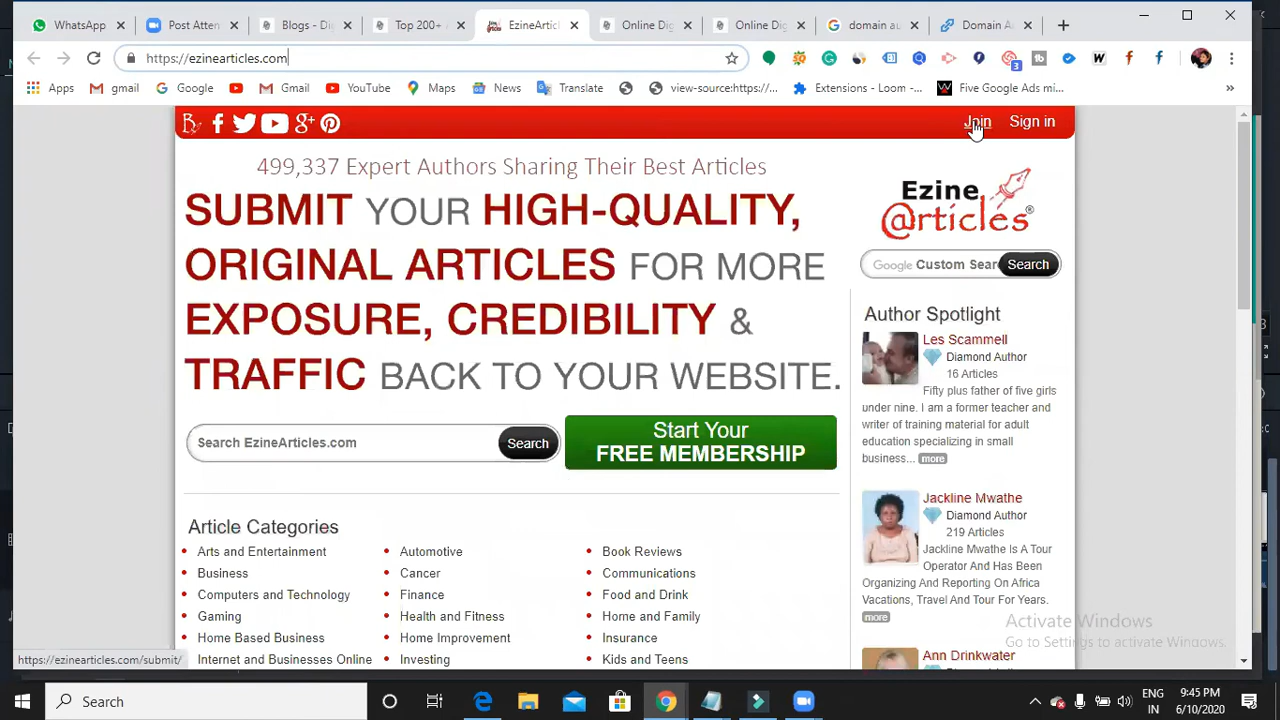 WhatsApp
Post Atten
Blogs - Di
Top 200+
EzineArtic
Online Dig
Online Dig
domain au
Domain A
https://ezinearticles.com
3
Apps
gmail
Google
Gmail
YouTube
Maps
News
Translate
view-source:https://...
Extensions - Loom -...
Five Google Ads mi...
»
Join
Sign in
499,337 Expert Authors Sharing Their Best Articles
SUBMIT YOUR HIGH-QUALITY,
ORIGINAL ARTICLES FOR MORE
EXPOSURE, CREDIBILITY &
TRAFFIC BACK TO YOUR WEBSITE.
Ezine
@rticles®
Google Custom Sear
Search
Search EzineArticles.com
Search
Start Your
FREE MEMBERSHIP
Author Spotlight
Les Scammell
Diamond Author
16 Articles
Fifty plus father of five girls
under nine. I am a former teacher and
writer of training material for adult
education specializing in small
business... more
Jackline Mwathe
Diamond Author
219 Articles
Jackline Mwathe Is A Tour
Operator And Has Been
Organizing And Reporting On Africa
Vacations, Travel And Tour For Years.
more
Ann Drinkwater
Article Categories
Arts and Entertainment
Automotive
Book Reviews
Business
Cancer
Communications
Computers and Technology
Finance
Food and Drink
Gaming
Health and Fitness
Home and Family
Home Based Business
Home Improvement
Insurance
Internet and Businesses Online
Investing
Kids and Teens
Activate Windows
Go to Settings to activate Windows.
https://ezinearticles.com/submit/
Search
ENG
IN
9:45 PM
6/10/2020